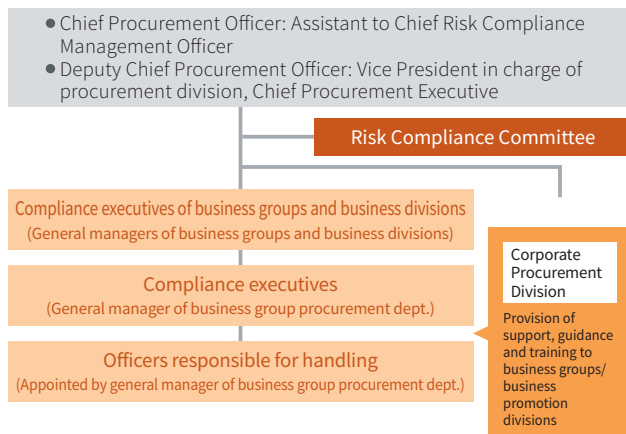 ● Chief Procurement Officer: Assistant to Chief Risk Compliance
Management Officer
● Deputy Chief Procurement Officer: Vice President in charge of
procurement division, Chief Procurement Executive
Risk Compliance Committee
Compliance executives of business groups and business divisions
(General managers of business groups and business divisions)
Compliance executives
(General manager of business group procurement dept.)
Officers responsible for handling
(Appointed by general manager of business group procurement dept.)
Corporate
Procurement
Division
Provision of
support, guidance
and training to
business groups/
business
promotion
divisions